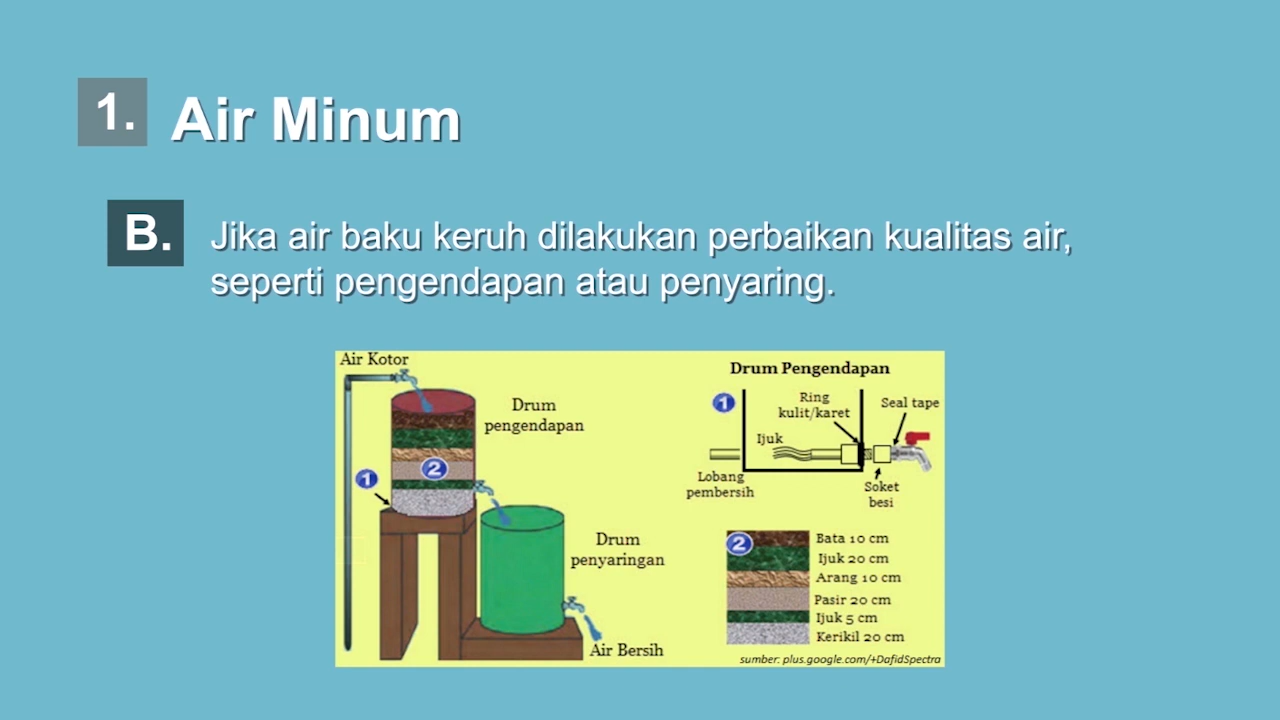 1. Air Minum
B. Jika air baku keruh dilakukan perbaikan kualitas air,
seperti pengendapan atau penyaring.
Air Kotor
Drum
pengendapan
1
2
Drum
penyaringan
Air Bersih
Drum Pengendapan
1
Ring
kulit/karet
Seal tape
Ijuk
Lobang
pembersih
Soket
besi
2
Bata 10 cm
Ijuk 20 cm
Arang 10 cm
Pasir 20 cm
Ijuk 5 cm
Kerikil 20 cm
sumber: plus.google.com/+DafidSpectra